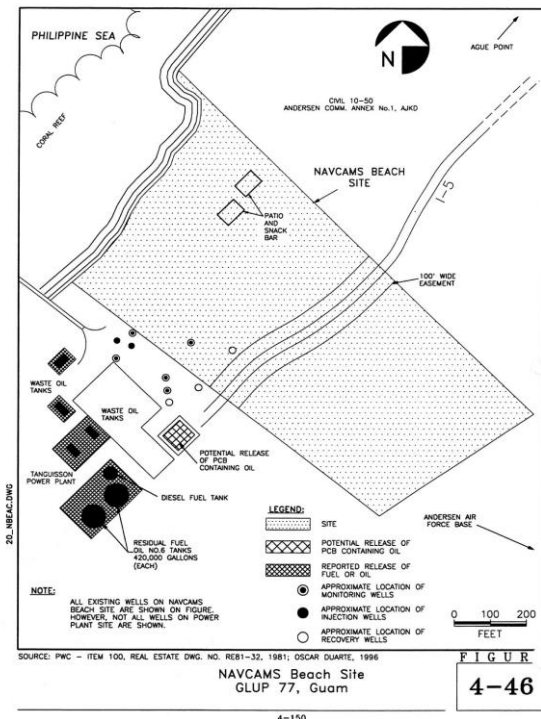 PHILIPPINE SEA
CORAL REEF
N
AGUE POINT
CIVIL 10-50
ANDERSEN COMM. ANNEX No.1, AJKD
NAVCAMS BEACH
SITE
I-5
PATIO
AND
SNACK
BAR
100' WIDE
EASEMENT
WASTE OIL
TANKS
WASTE OIL
TANKS
TANGUISSON
POWER PLANT
POTENTIAL RELEASE
OF PCB
CONTAINING OIL
DIESEL FUEL TANK
RESIDUAL FUEL
OIL NO.6 TANKS
420,000 GALLONS
(EACH)
ANDERSEN AIR
FORCE BASE
20_NBEAC.DWG
LEGEND:
SITE
POTENTIAL RELEASE OF
PCB CONTAINING OIL
REPORTED RELEASE OF
FUEL OR OIL
APPROXIMATE LOCATION OF
MONITORING WELLS
APPROXIMATE LOCATION OF
INJECTION WELLS
APPROXIMATE LOCATION OF
RECOVERY WELLS
NOTE:
ALL EXISTING WELLS ON NAVCAMS
BEACH SITE ARE SHOWN ON FIGURE.
HOWEVER, NOT ALL WELLS ON POWER
PLANT SITE ARE SHOWN.
0 100 200
FEET
SOURCE: PWC - ITEM 100, REAL ESTATE DWG. NO. RE81-32, 1981; OSCAR DUARTE, 1996
NAVCAMS Beach Site
GLUP 77, Guam
FIGUR
4-46
4-150